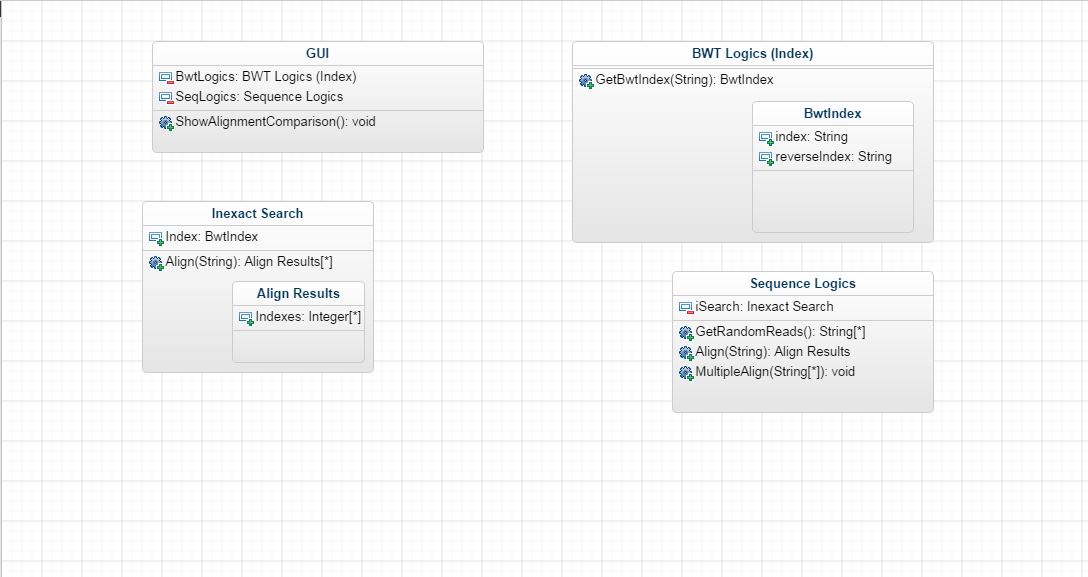 GUI
BwtLogics: BWT Logics (Index)
SeqLogics: Sequence Logics
ShowAlignmentComparison(): void
BWT Logics (Index)
GetBwtIndex(String): BwtIndex
BwtIndex
index: String
reverseIndex: String
Inexact Search
Index: BwtIndex
Align(String): Align Results[*]
Align Results
Indexes: Integer[*]
Sequence Logics
iSearch: Inexact Search
GetRandomReads(): String[*]
Align(String): Align Results
MultipleAlign(String[*]): void